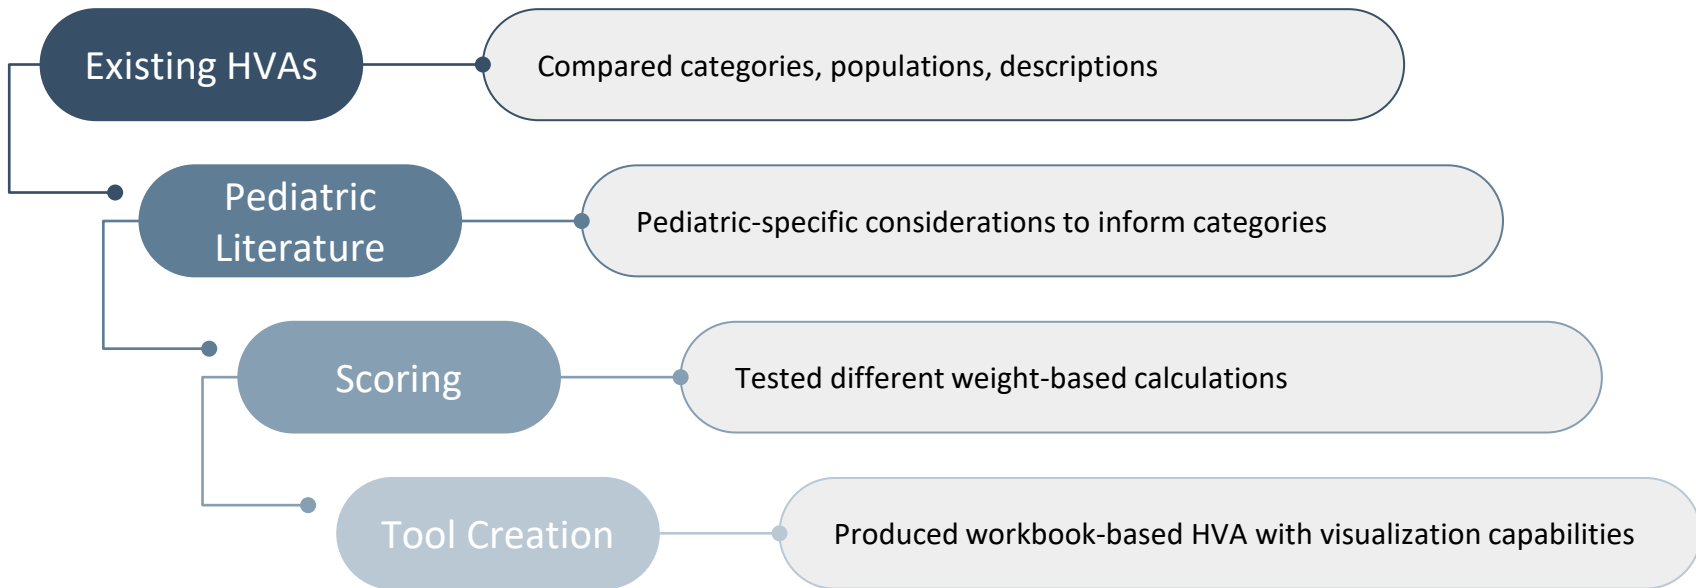 Existing HVAs
Compared categories, populations, descriptions
Pediatric
Literature
Pediatric-specific considerations to inform categories
Scoring
Tested different weight-based calculations
Tool Creation
Produced workbook-based HVA with visualization capabilities